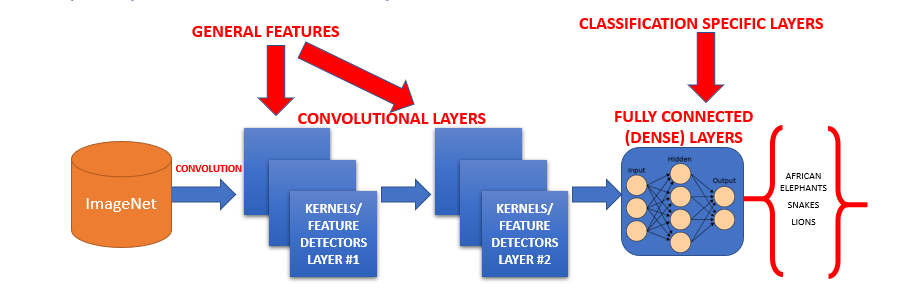 GENERAL FEATURES
CLASSIFICATION SPECIFIC LAYERS
CONVOLUTIONAL LAYERS
FULLY CONNECTED
(DENSE) LAYERS
ImageNet
CONVOLUTION
KERNELS/
FEATURE
DETECTORS
LAYER #1
KERNELS/
FEATURE
DETECTORS
LAYER #2
Input
Hidden
Output
AFRICAN
ELEPHANTS
SNAKES
LIONS